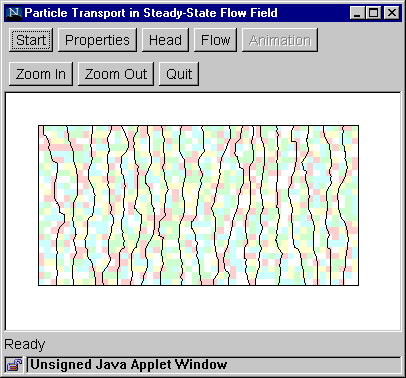 Particle Transport in Steady-State Flow Field
Start Properties Head Flow Animation
Zoom In Zoom Out Quit
Ready
Unsigned Java Applet Window